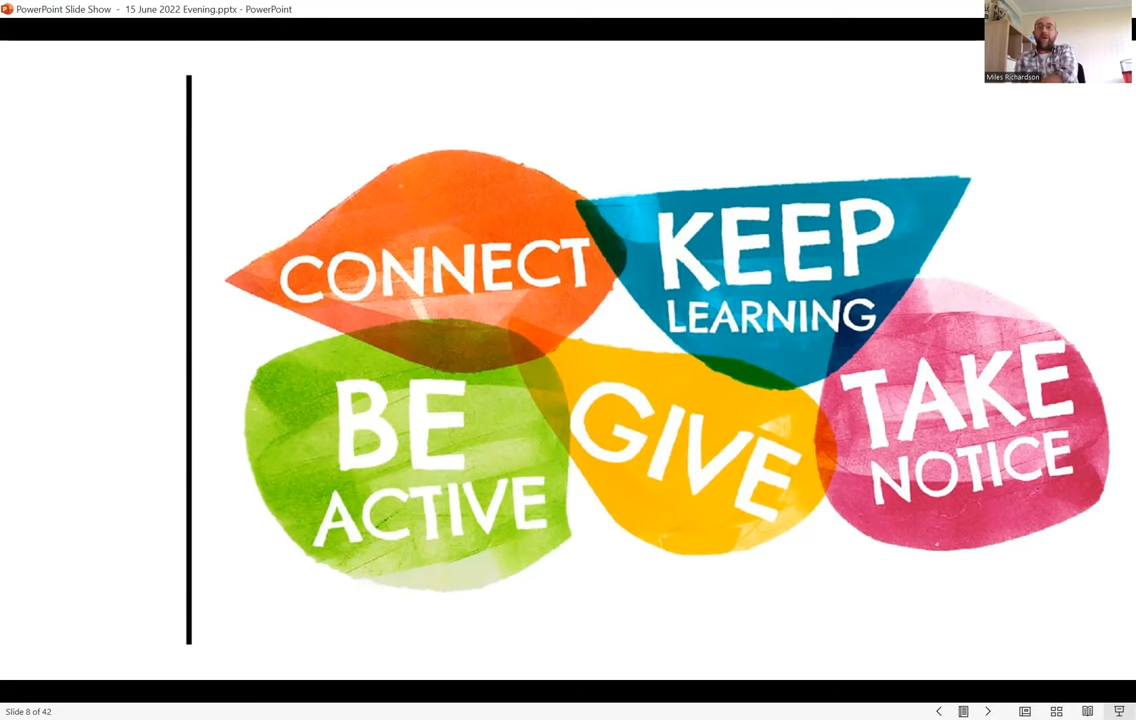 PowerPoint Slide Show - 15 June 2022 Evening.pptx - PowerPoint
Miles Richardson
CONNECT
KEEP
LEARNING
BE
ACTIVE
GIVE
TAKE
NOTICE
Slide 8 of 42